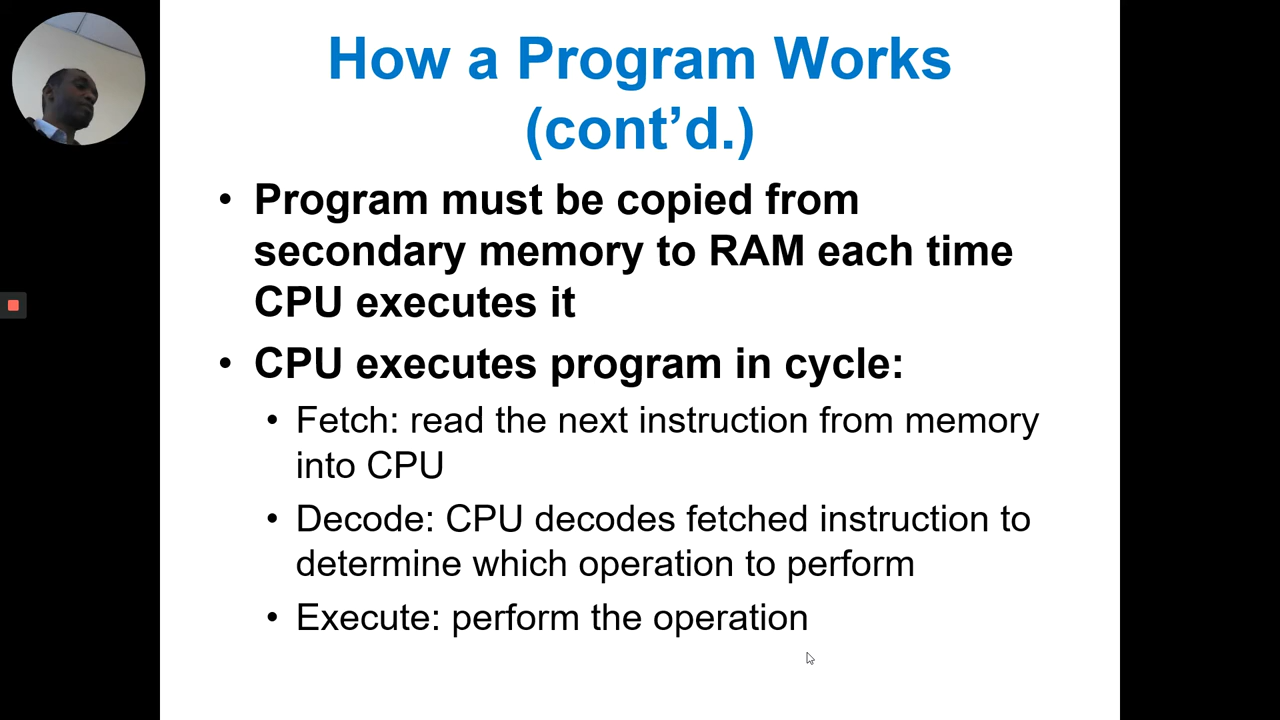 How a Program Works
(cont’d.)
• Program must be copied from
secondary memory to RAM each time
CPU executes it
• CPU executes program in cycle:
• Fetch: read the next instruction from memory
into CPU
• Decode: CPU decodes fetched instruction to
determine which operation to perform
• Execute: perform the operation